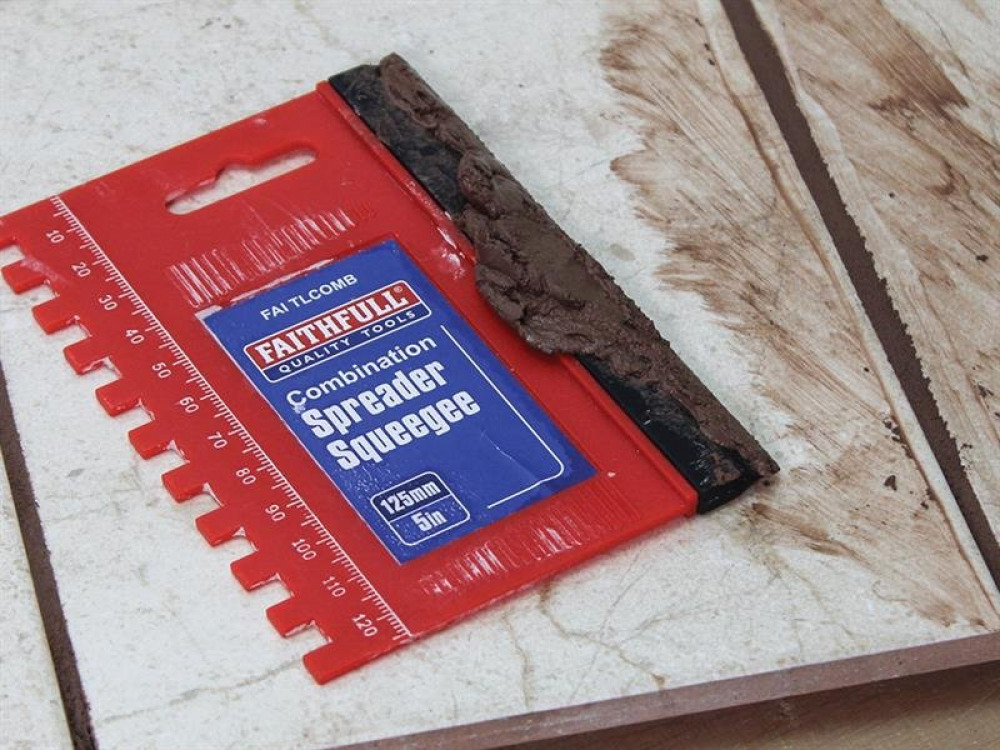 FAITLCOMB
FAITHFULL®
QUALITY TOOLS
Combination
Spreader
Squeegee
125mm
5in
10
20
30
40
50
60
70
80
90
100
110
120